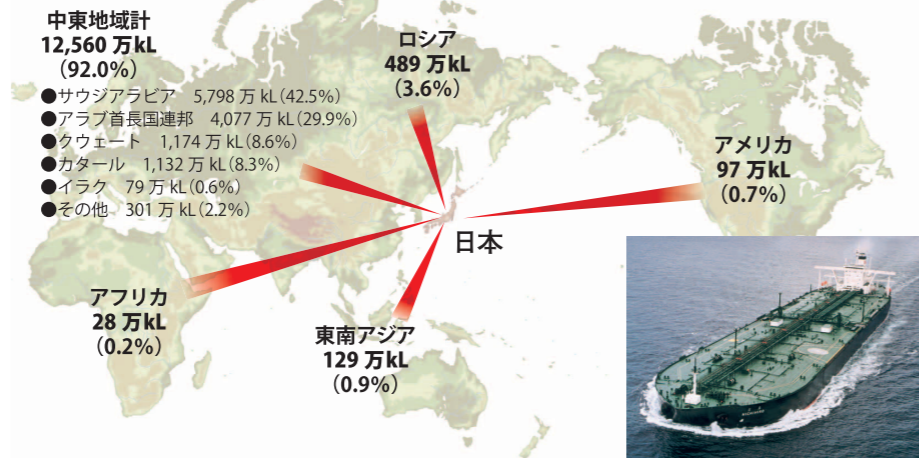 中東地域計
12,560 万kL
（92.0%）
●サウジアラビア　5,798 万 kL（42.5%）
●アラブ首長国連邦　4,077 万 kL（29.9%）
●クウェート　1,174 万 kL（8.6%）
●カタール　1,132 万 kL（8.3%）
●イラク　79 万 kL（0.6%）
●その他　301 万 kL（2.2%）
ロシア
489 万kL
（3.6%）
アメリカ
97 万kL
（0.7%）
日本
アフリカ
28 万kL
（0.2%）
東南アジア
129 万kL
（0.9%）